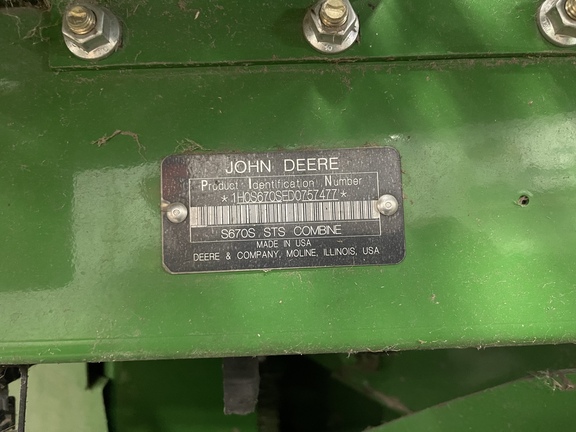 JOHN DEERE
Product Identification Number
*1H0S670SED0757477*
S670S STS COMBINE
MADE IN USA
DEERE & COMPANY, MOLINE, ILLINOIS, USA